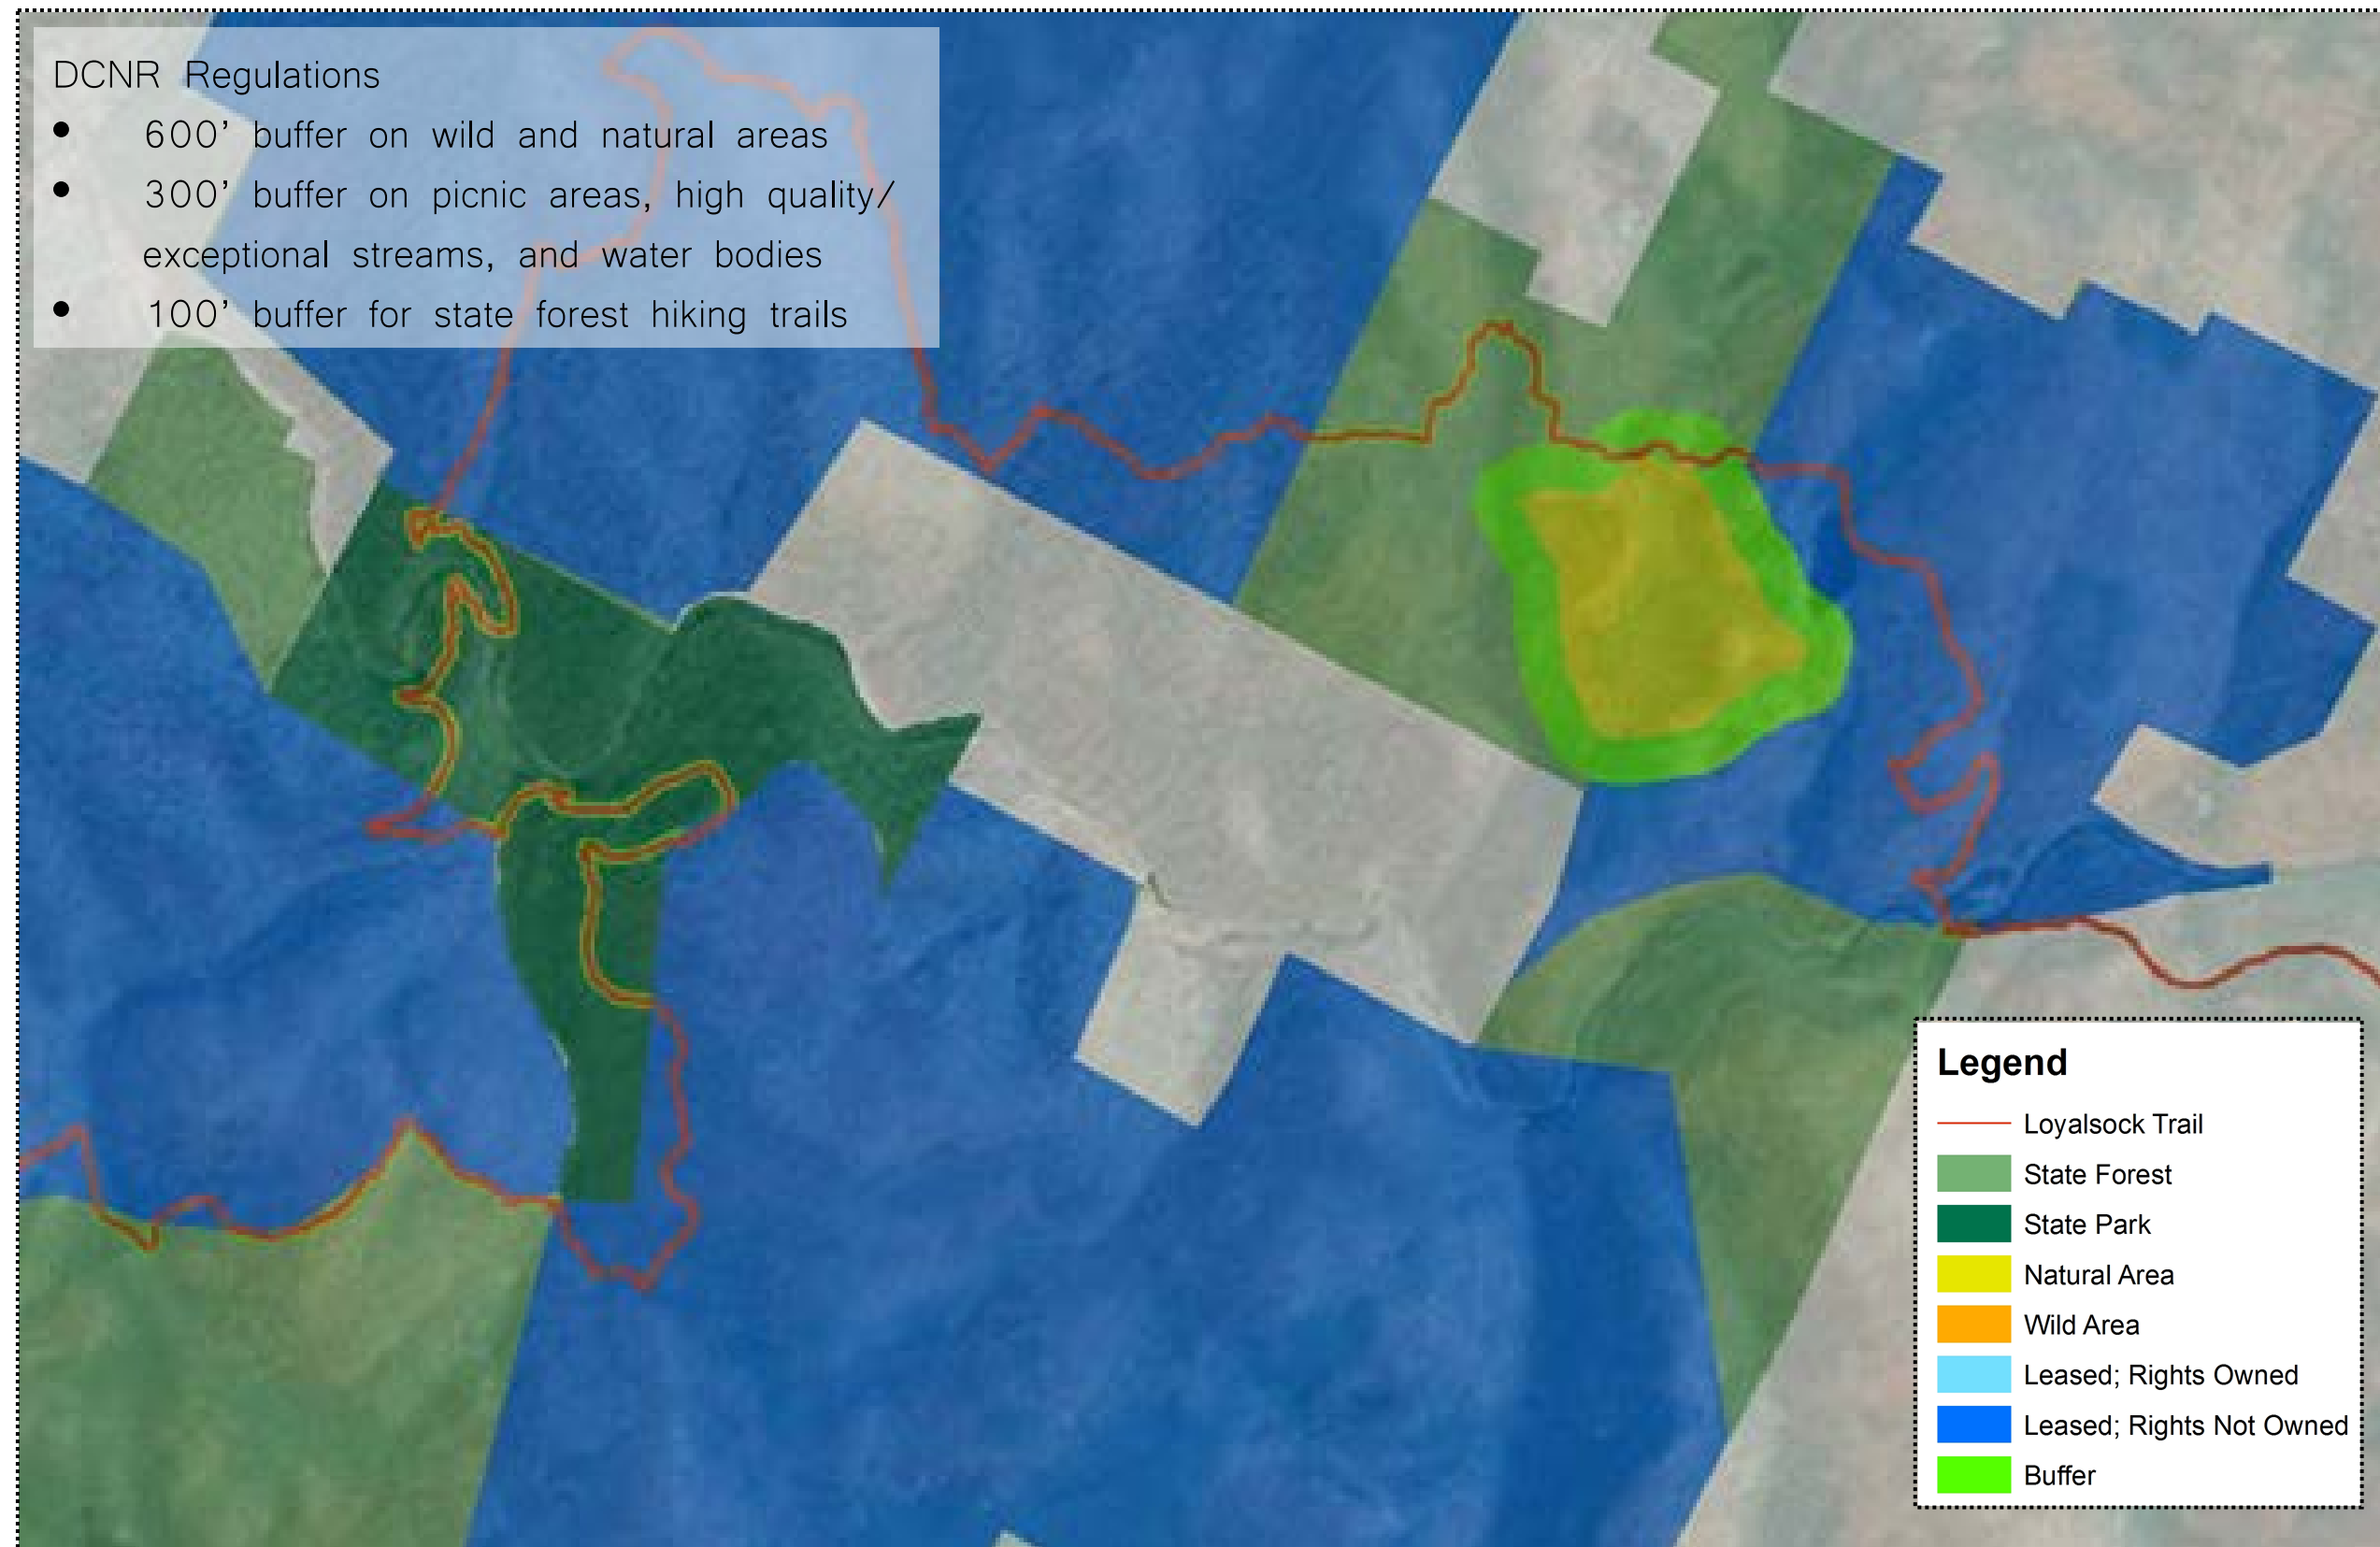 DCNR Regulations
• 600' buffer on wild and natural areas
• 300' buffer on picnic areas, high quality/
exceptional streams, and water bodies
• 100' buffer for state forest hiking trails
Legend
Loyalsock Trail
State Forest
State Park
Natural Area
Wild Area
Leased; Rights Owned
Leased; Rights Not Owned
Buffer